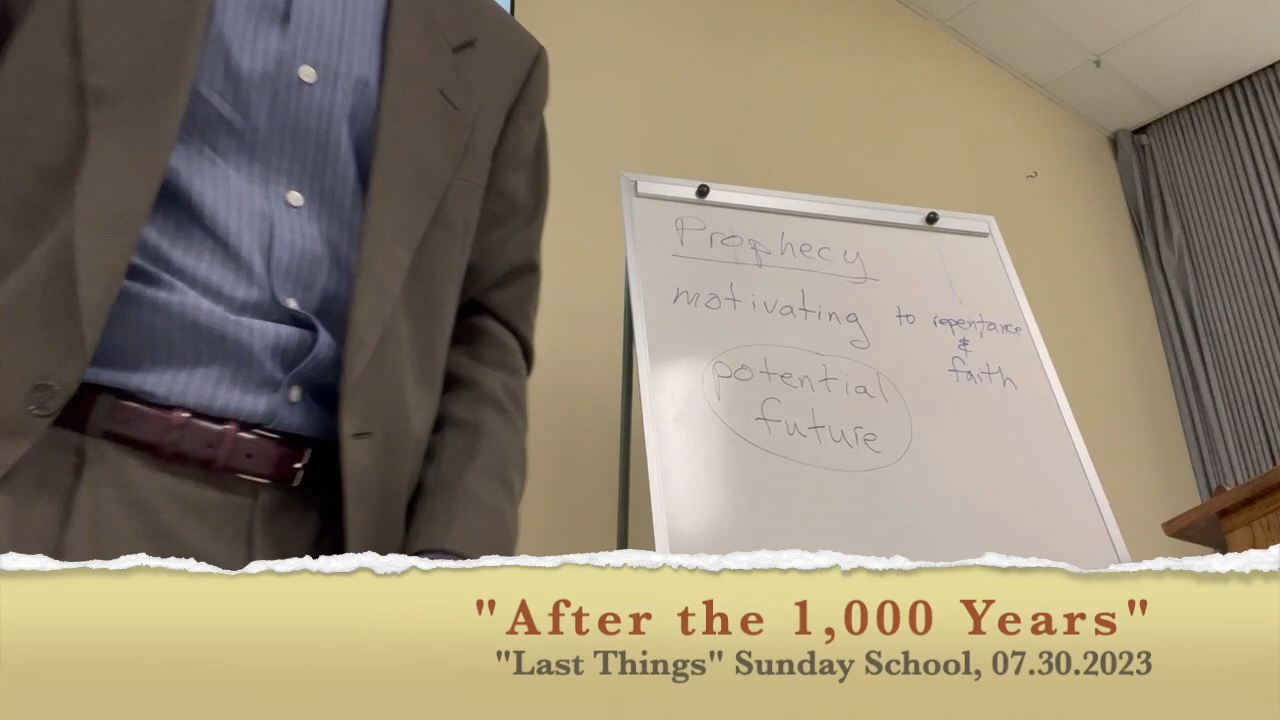 Prophecy
motivating to repentance
&
faith
potential
future
"After the 1,000 Years"
"Last Things" Sunday School, 07.30.2023